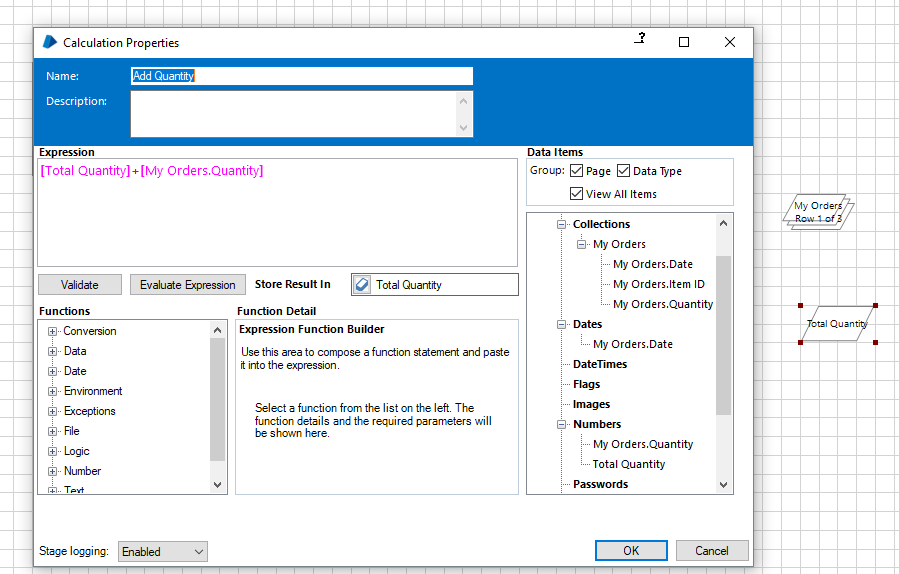 Calculation Properties
?
Name:
Add Quantity
Description:
Expression
[Total Quantity]+[My Orders.Quantity]
Data Items
Group: Page Data Type
View All Items
Collections
My Orders
My Orders.Date
My Orders.Item ID
My Orders.Quantity
Dates
My Orders.Date
DateTimes
Flags
Images
Numbers
My Orders.Quantity
Total Quantity
Passwords
Validate
Evaluate Expression
Store Result In
Total Quantity
Functions
Conversion
Data
Date
Environment
Exceptions
File
Logic
Number
Text
Function Detail
Expression Function Builder
Use this area to compose a function statement and paste
it into the expression.
Select a function from the list on the left. The
function details and the required parameters will
be shown here.
Stage logging: Enabled
OK
Cancel
My Orders
Row 1 of 3
Total Quantity